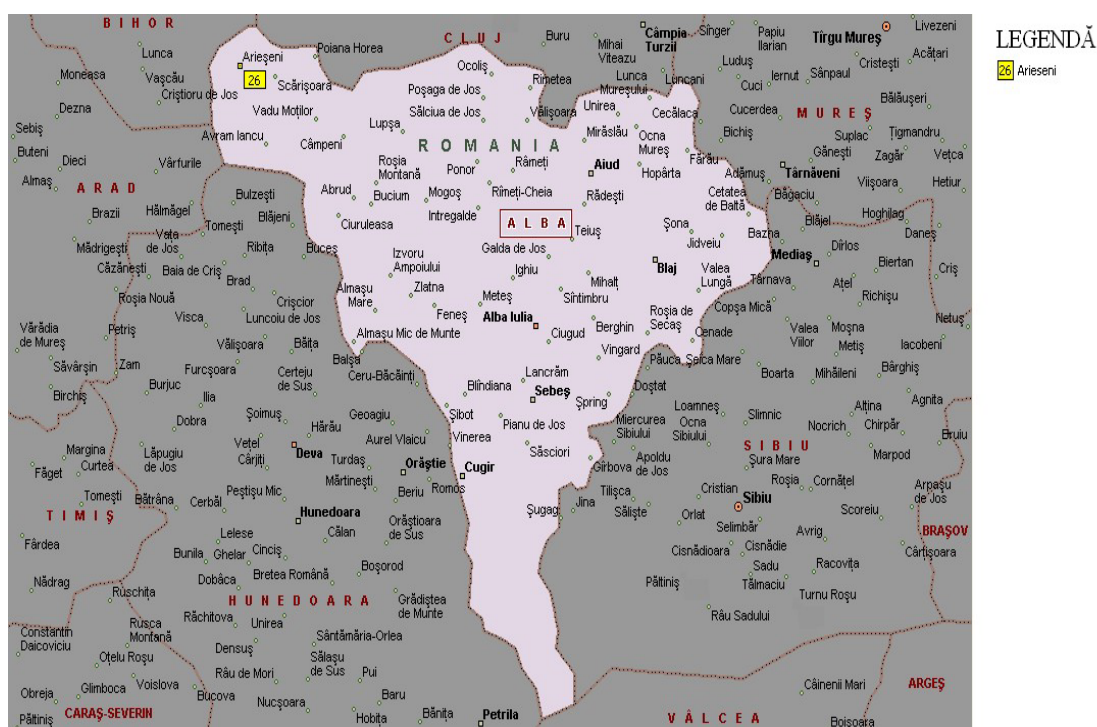 BIHOR
Lunca
Moneasa
Vașcău
Criștioru de Jos
Dezna
Sebiș
Buteni
Dieci
Almaș
Vârfurile
ARAD
Brazii
Hălmăgel
Mădrigești
Vața
de Jos
Tomești
Căzănești
Baia de Criș
Roșia Nouă
Vărădia
de Mureș
Petriș
Săvârșin
Zam
Birchiș
Arieșeni
26
Poiana Horea
Scărișoara
Vadu Moților
Avram Iancu
Câmpeni
Lupșa
CLUJ
Ocoliș
Poșaga de Jos
Sălciua de Jos
Buru
Rimetea
Vălișoara
Mihai
Viteazu
Câmpia
Turzii
Luncani
Lunca
Mureșului
Unirea
Cecălaca
Mirăslău
Ocna
Mureș
Fărău
Hopârta
Sînger
Papiu
Ilarian
Tîrgu Mureș
Livezeni
Acățari
Cristești
Luduș
Iernut
Sânpaul
Cuci
Cucerdea
Bichiș
Bălăușeri
MUREȘ
Suplac
Țigmandru
Gănești
Zagăr
Vețca
Târnăveni
Adămuș
Băgaciu
Viișoara
Hetiur
Hoghilag
Daneș
Blăjel
Bazna
Dîrlos
Mediaș
Biertan
Criș
Ațel
Richișu
Târnava
Copșa Mică
Netuș
Valea
Viilor
Moșna
Metiș
Iacobeni
ROMANIA
Roșia
Montană
Ponor
Râmeți
Aiud
Abrud
Bucium
Mogoș
Rîmeți-Cheia
Rădești
Cetatea
de Baltă
Ciuruleasa
Intregalde
ALBA
Teiuș
Șona
Jidveiu
Bulzești
Blăjeni
Ribița
Buceș
Brad
Izvoru
Ampoiului
Galda de Jos
Ighiu
Blaj
Valea
Lungă
Almașu
Mare
Zlatna
Meteș
Mihalț
Sîntimbru
Feneș
Alba Iulia
Ciugud
Berghin
Roșia de
Secaș
Cenade
Almașu Mic de Munte
Vingard
Crișcior
Luncoiu de Jos
Visca
Vălișoara
Băița
Balșa
Furcșoara
Certeju
de Sus
Ceru-Băcăinți
Burjuc
Ilia
Dobra
Șoimuș
Hărău
Geoagiu
Blîndiana
Lancrăm
Sebeș
Șpring
Păuca
Șeica Mare
Doștat
Boarta
Mihăileni
Bârghiș
Loamneș
Slimnic
Alțina
Agnita
Nocrich
Chirpăr
Bruiu
Șibot
Pianu de Jos
Miercurea
Sibiului
Ocna
Sibiului
SIBIU
Marpod
Aurel Vlaicu
Vinerea
Săsciori
Apoldu
de Jos
Șura Mare
Gîrbova
Vețel
Cârjiți
Deva
Turdaș
Orăștie
Cugir
Margina
Făget
Curtea
Lăpugiu
de Jos
Mărtinești
Romos
Tilișca
Cristian
Roșia
Cornățel
Arpașu
de Jos
Tomești
Bătrâna
Cerbăl
Peștișu Mic
Beriu
Jina
Săliște
Sibiu
Șugag
Orlat
Selimbăr
Avrig
Scoreiu
BRAȘOV
TIMIȘ
Hunedoara
Fârdea
Lelese
Călan
Orăștioara
de Sus
Cisnădioara
Cisnădie
Cârțișoara
Bunila
Ghelar
Cinciș
Boșorod
Sadu
Racovița
Păltiniș
Tălmaciu
Turnu Roșu
Nădrag
Dobâca
Bretea Română
Rușchița
HUNEDOARA
Grădiștea
de Munte
Râu Sadului
Răchitova
Unirea
Constantin
Daicoviciu
Rusca
Montană
Densuș
Sântămăria-Orlea
Oțelu Roșu
Sălașu
de Sus
Râu de Mori
Pui
Obreja
Glimboca
Voislova
Bucova
Nucșoara
Baru
Câinenii Mari
ARGEȘ
Păltiniș
CARAȘ-SEVERIN
Hobița
Bănița
Petrila
VÂLCEA
Boișoara
LEGENDĂ
26 Arieseni